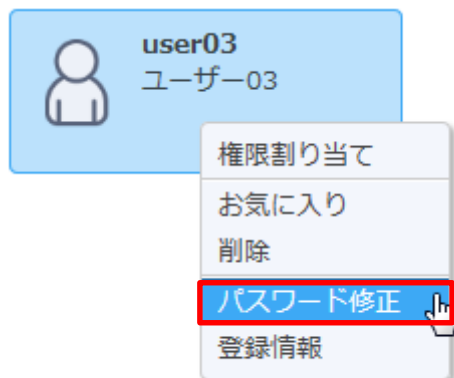 user03
ユーザー03
権限割り当て
お気に入り
削除
パスワード修正
登録情報